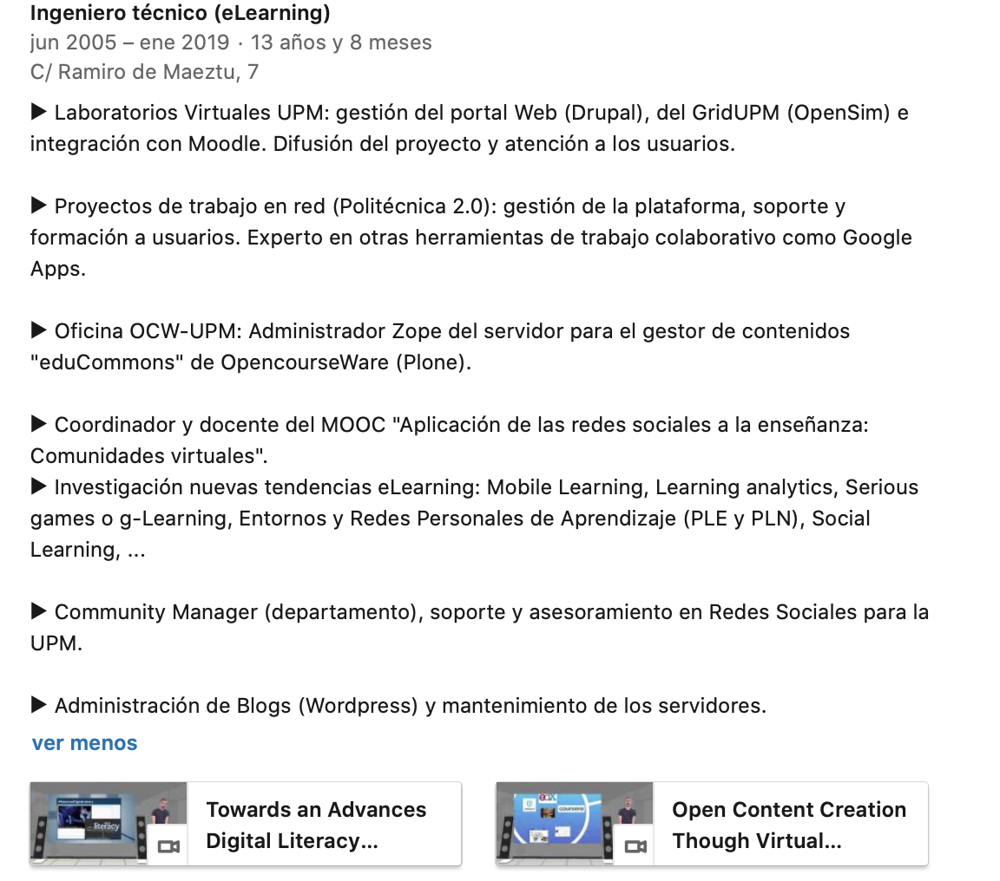 Ingeniero técnico (eLearning)
jun 2005 – ene 2019 · 13 años y 8 meses
C/ Ramiro de Maeztu, 7
► Laboratorios Virtuales UPM: gestión del portal Web (Drupal), del GridUPM (OpenSim) e
integración con Moodle. Difusión del proyecto y atención a los usuarios.
► Proyectos de trabajo en red (Politécnica 2.0): gestión de la plataforma, soporte y
formación a usuarios. Experto en otras herramientas de trabajo colaborativo como Google
Apps.
► Oficina OCW-UPM: Administrador Zope del servidor para el gestor de contenidos
"eduCommons" de OpencourseWare (Plone).
► Coordinador y docente del MOOC "Aplicación de las redes sociales a la enseñanza:
Comunidades virtuales".
► Investigación nuevas tendencias eLearning: Mobile Learning, Learning analytics, Serious
games o g-Learning, Entornos y Redes Personales de Aprendizaje (PLE y PLN), Social
Learning, ...
► Community Manager (departamento), soporte y asesoramiento en Redes Sociales para la
UPM.
► Administración de Blogs (Wordpress) y mantenimiento de los servidores.
ver menos
literacy
Towards an Advances
Digital Literacy...
edX
coursera
Open Content Creation
Though Virtual...